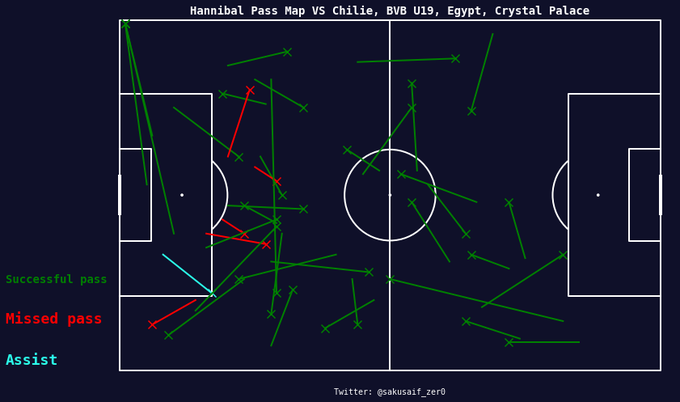 Hannibal Pass Map VS Chilie, BVB U19, Egypt, Crystal Palace
Successful pass
Missed pass
Assist
Twitter: @sakusaif_zer0